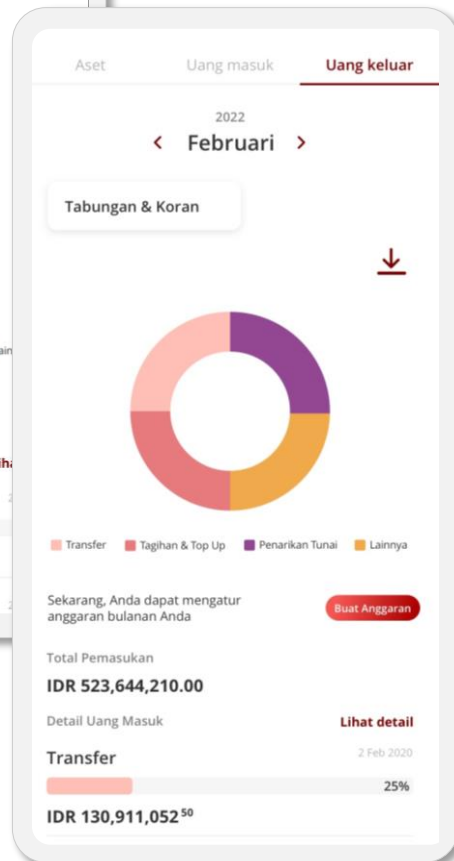 Aset Uang masuk Uang keluar
2022
Februari
Tabungan & Koran
Transfer Tagihan & Top Up Penarikan Tunai Lainnya
Sekarang, Anda dapat mengatur
anggaran bulanan Anda
Buat Anggaran
Total Pemasukan
IDR 523,644,210.00
Detail Uang Masuk Lihat detail
Transfer 2 Feb 2020
25%
IDR 130,911,052⁵⁰